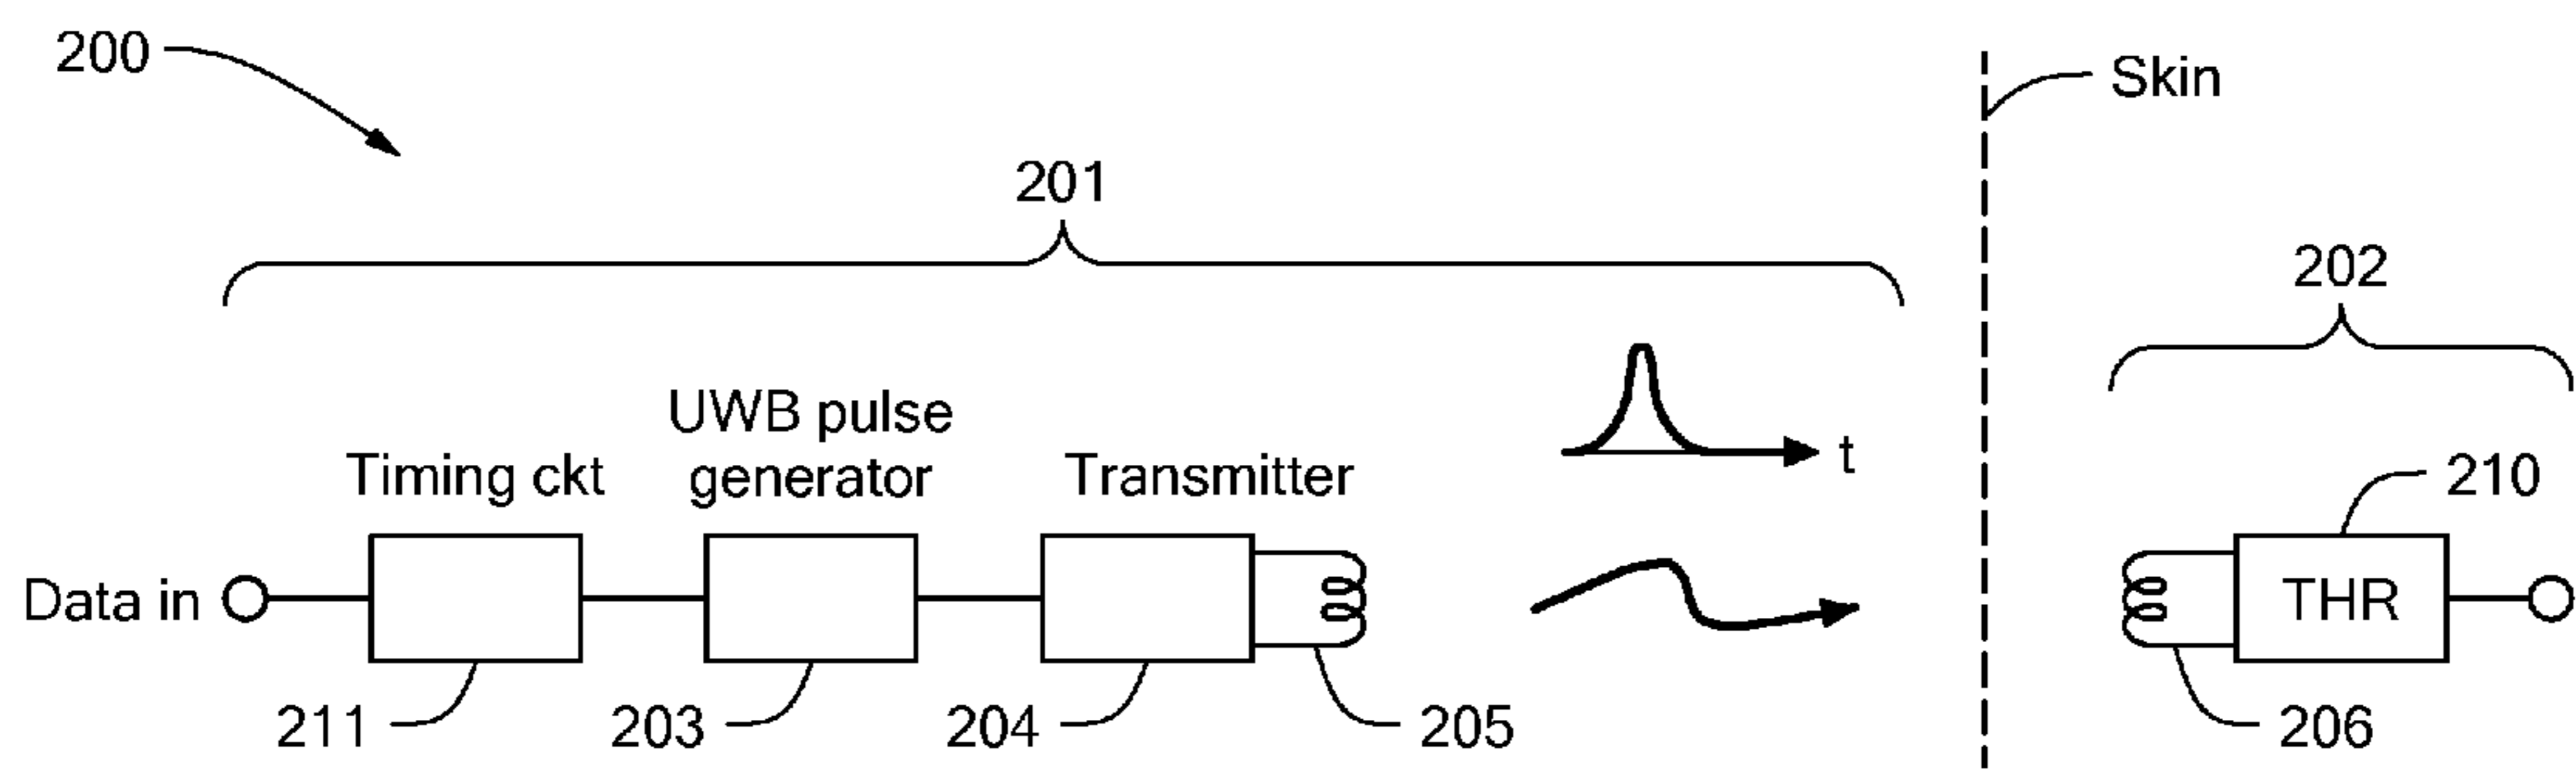 200
Skin
201
202
UWB pulse
generator
Timing ckt
Transmitter
t
210
Data in
THR
211
203
204
205
206